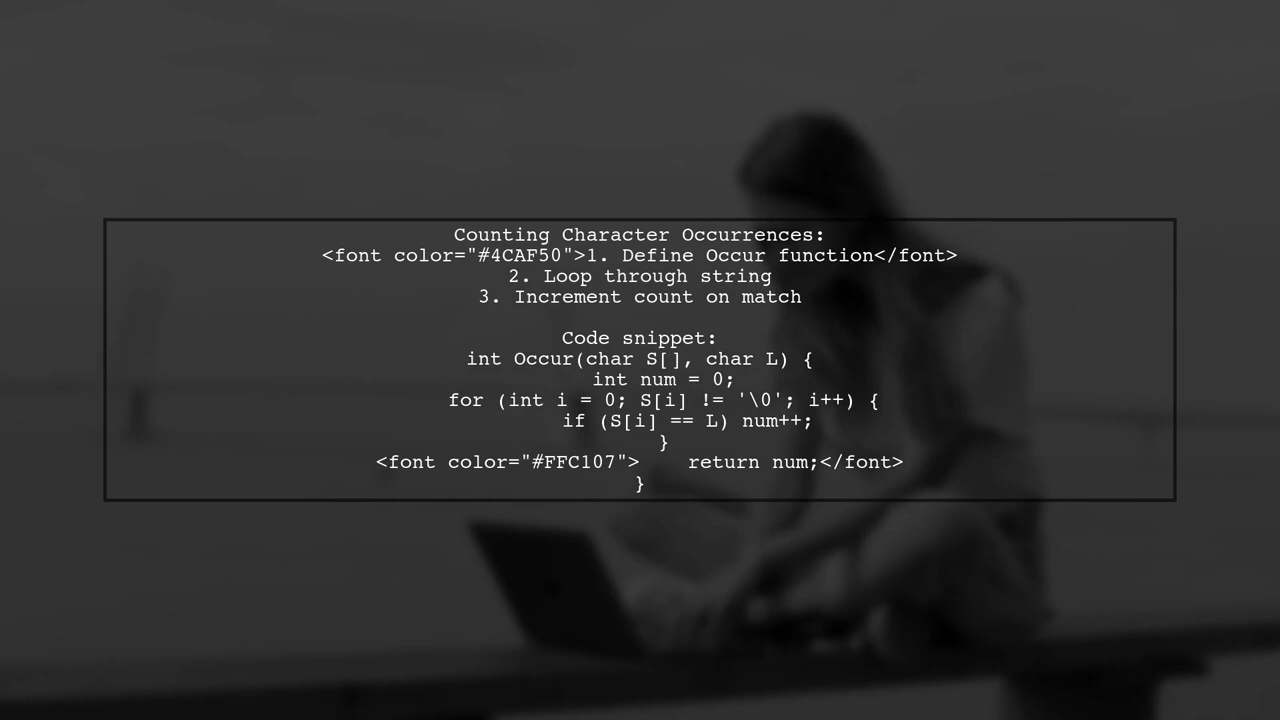 Counting Character Occurrences:
<font color="#4CAF50">1. Define Occur function</font>
2. Loop through string
3. Increment count on match
Code snippet:
int Occur(char S[], char L) {
int num = 0;
for (int i = 0; S[i] != '\0'; i++) {
if (S[i] == L) num++;
}
<font color="#FFC107">    return num;</font>
}